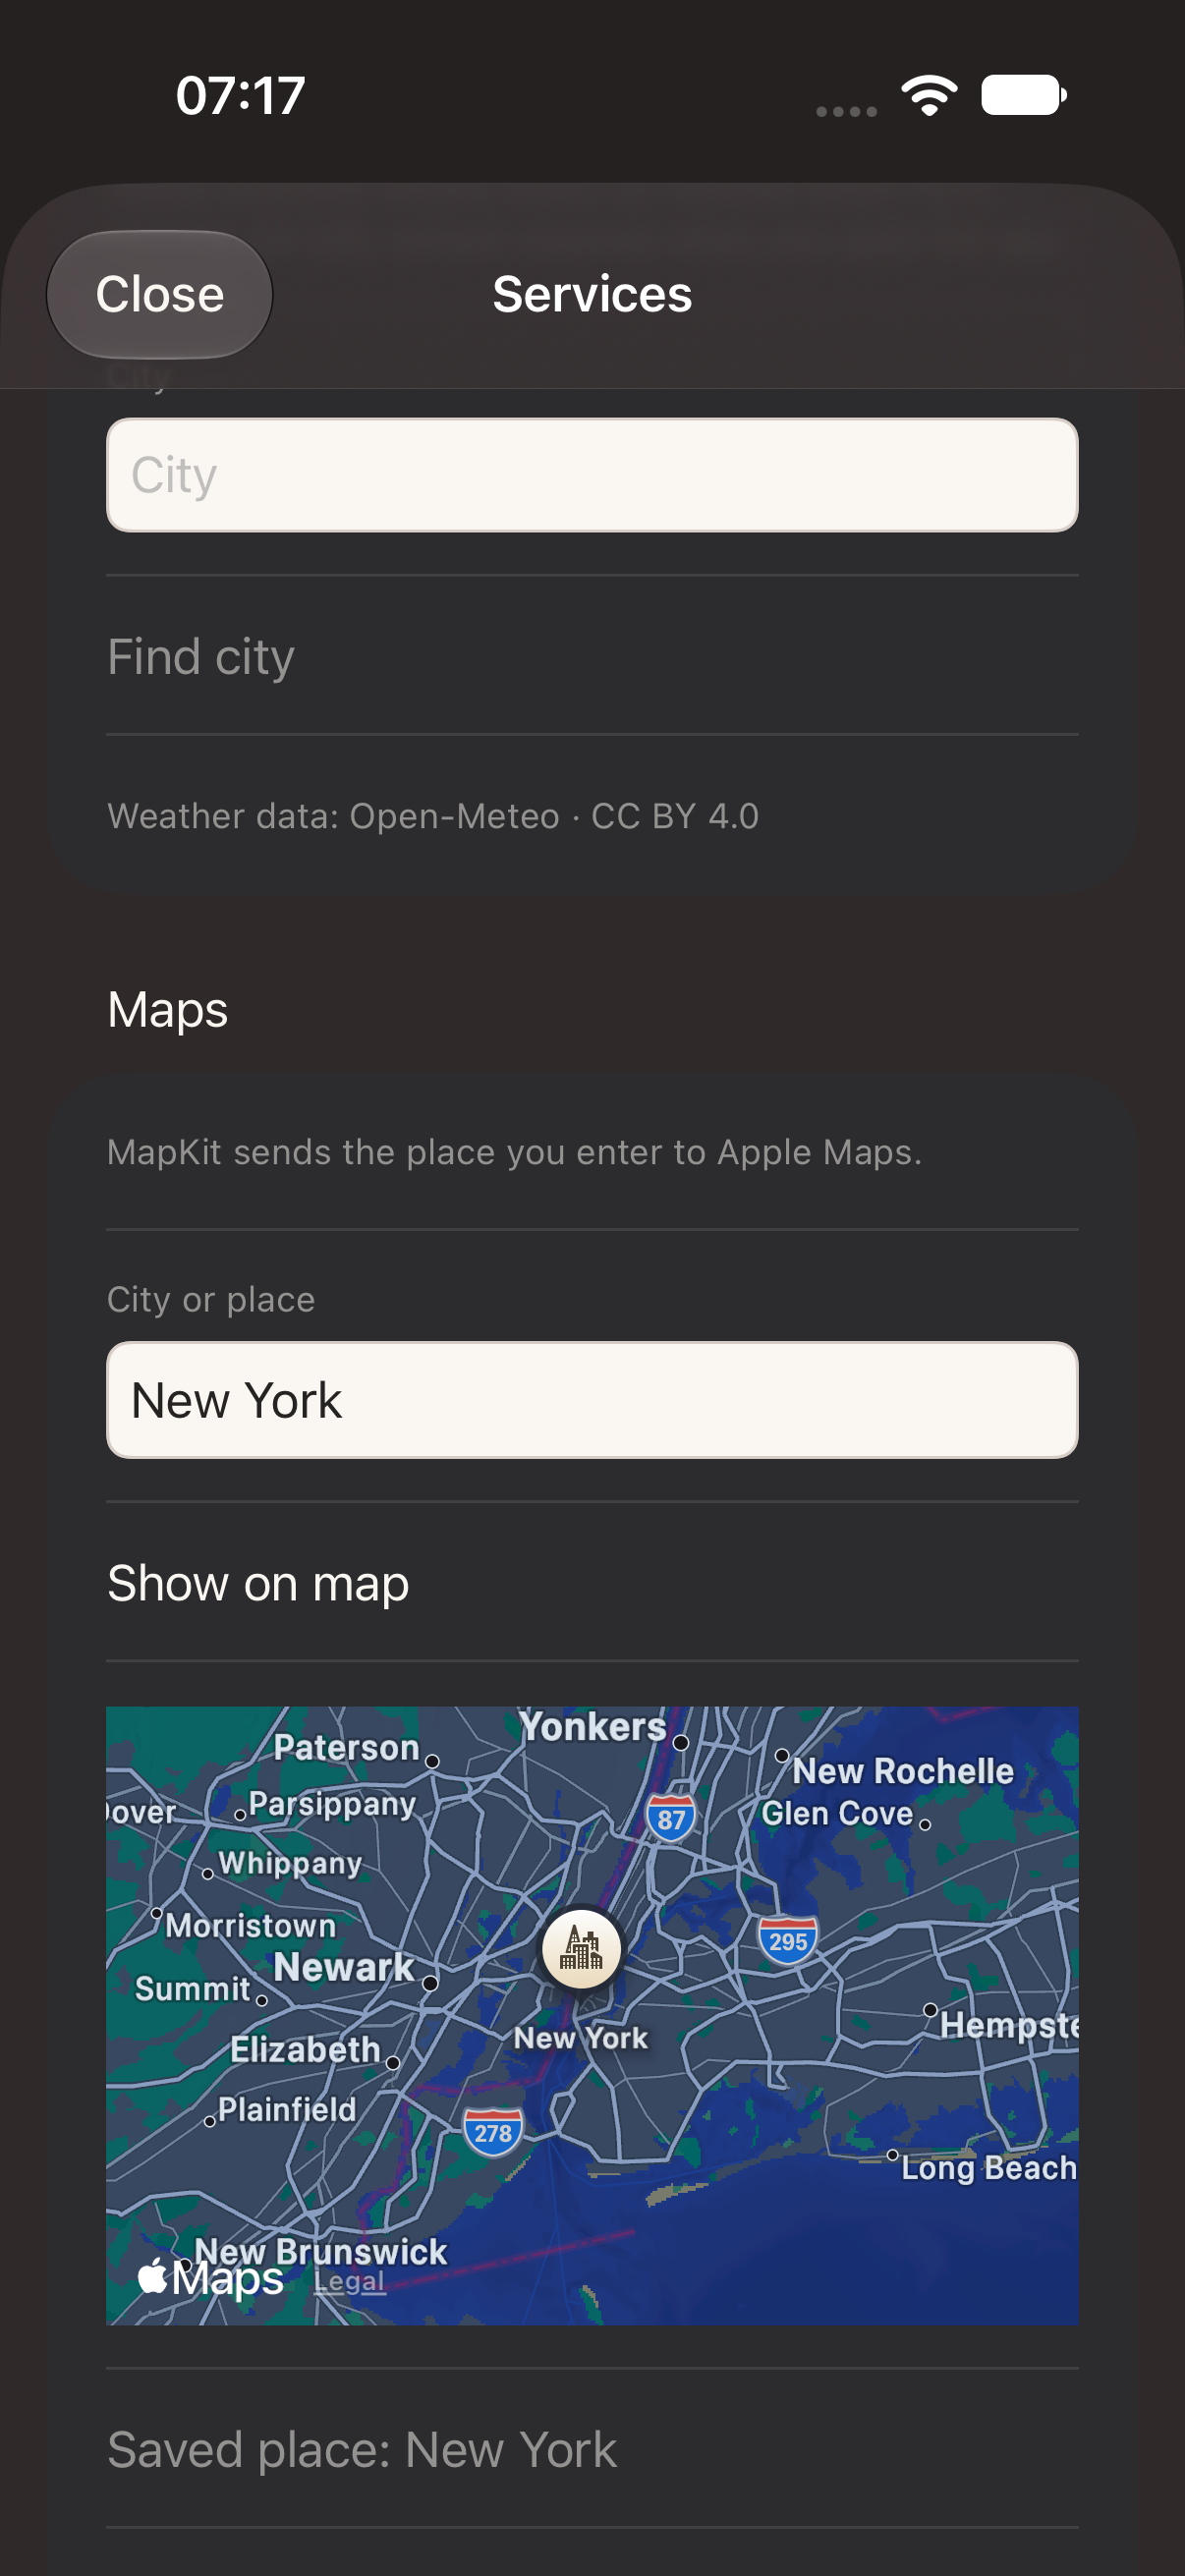 07:17
Close
Services
City
City
Find city
Weather data: Open-Meteo · CC BY 4.0
Maps
MapKit sends the place you enter to Apple Maps.
City or place
New York
Show on map
Yonkers
Paterson
New Rochelle
Parsippany
over
87
Glen Cove
Whippany
Morristown
295
Newark
Summit
Hempste
New York
Elizabeth
Plainfield
278
Long Beach
New Brunswick
Maps
Legal
Saved place: New York